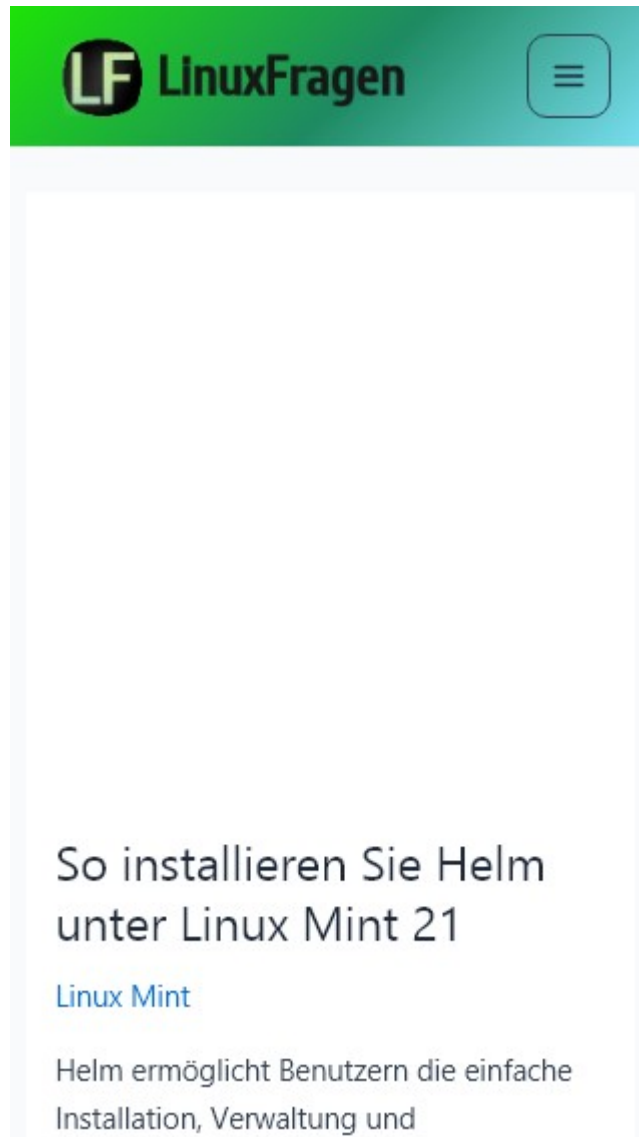 LF LinuxFragen
So installieren Sie Helm
unter Linux Mint 21
Linux Mint
Helm ermöglicht Benutzern die einfache
Installation, Verwaltung und